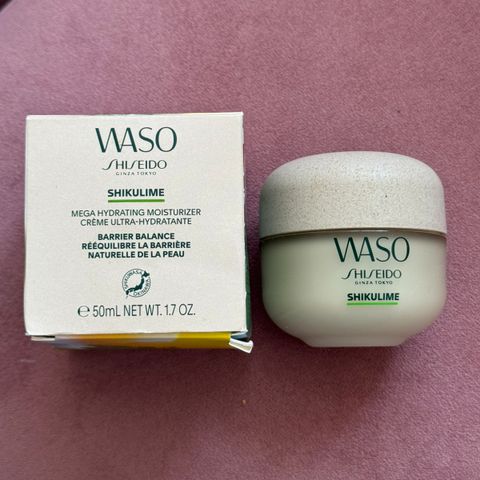 WASO
SHISEIDO
GINZA TOKYO
SHIKULIME
MEGA HYDRATING MOISTURIZER
CRÈME ULTRA-HYDRATANTE
BARRIER BALANCE
RÉÉQUILIBRE LA BARRIÈRE
NATURELLE DE LA PEAU
℮ 50mL NET WT. 1.7 OZ.
WASO
SHISEIDO
GINZA TOKYO
SHIKULIME